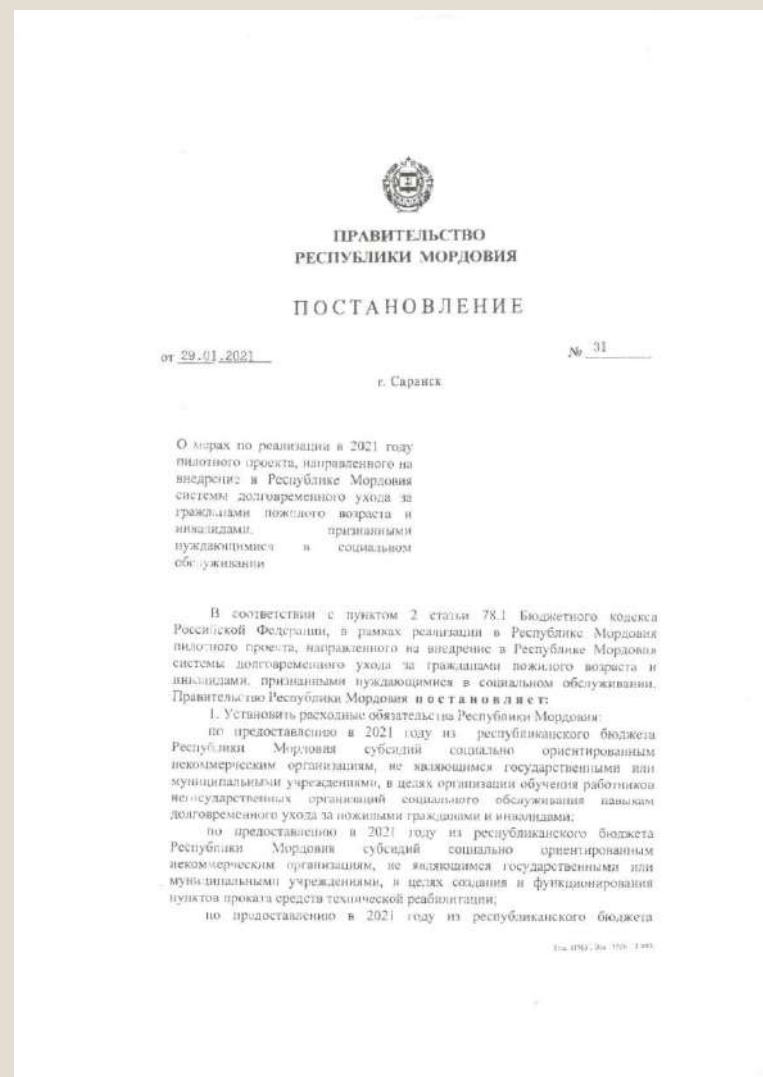 ПРАВИТЕЛЬСТВО
РЕСПУБЛИКИ МОРДОВИЯ
ПОСТАНОВЛЕНИЕ
от 29.01.2021
№ 31
г. Саранск
О мерах по реализации в 2021 году
пилотного проекта, направленного на
внедрение в Республике Мордовия
системы долговременного ухода за
гражданами пожилого возраста и
инвалидами, признанными
нуждающимися в социальном
обслуживании
В соответствии с пунктом 2 статьи 78.1 Бюджетного кодекса
Российской Федерации, в рамках реализации в Республике Мордовия
пилотного проекта, направленного на внедрение в Республике Мордовия
системы долговременного ухода за гражданами пожилого возраста и
инвалидами, признанными нуждающимися в социальном обслуживании,
Правительство Республики Мордовия постановляет:
1. Установить расходные обязательства Республики Мордовия:
по предоставлению в 2021 году из республиканского бюджета
Республики Мордовия субсидий социально ориентированным
некоммерческим организациям, не являющимся государственными или
муниципальными учреждениями, в целях организации обучения работников
негосударственных организаций социального обслуживания навыкам
долговременного ухода за пожилыми гражданами и инвалидами;
по предоставлению в 2021 году из республиканского бюджета
Республики Мордовия субсидий социально ориентированным
некоммерческим организациям, не являющимся государственными или
муниципальными учреждениями, в целях создания и функционирования
пунктов проката средств технической реабилитации;
по предоставлению в 2021 году из республиканского бюджета